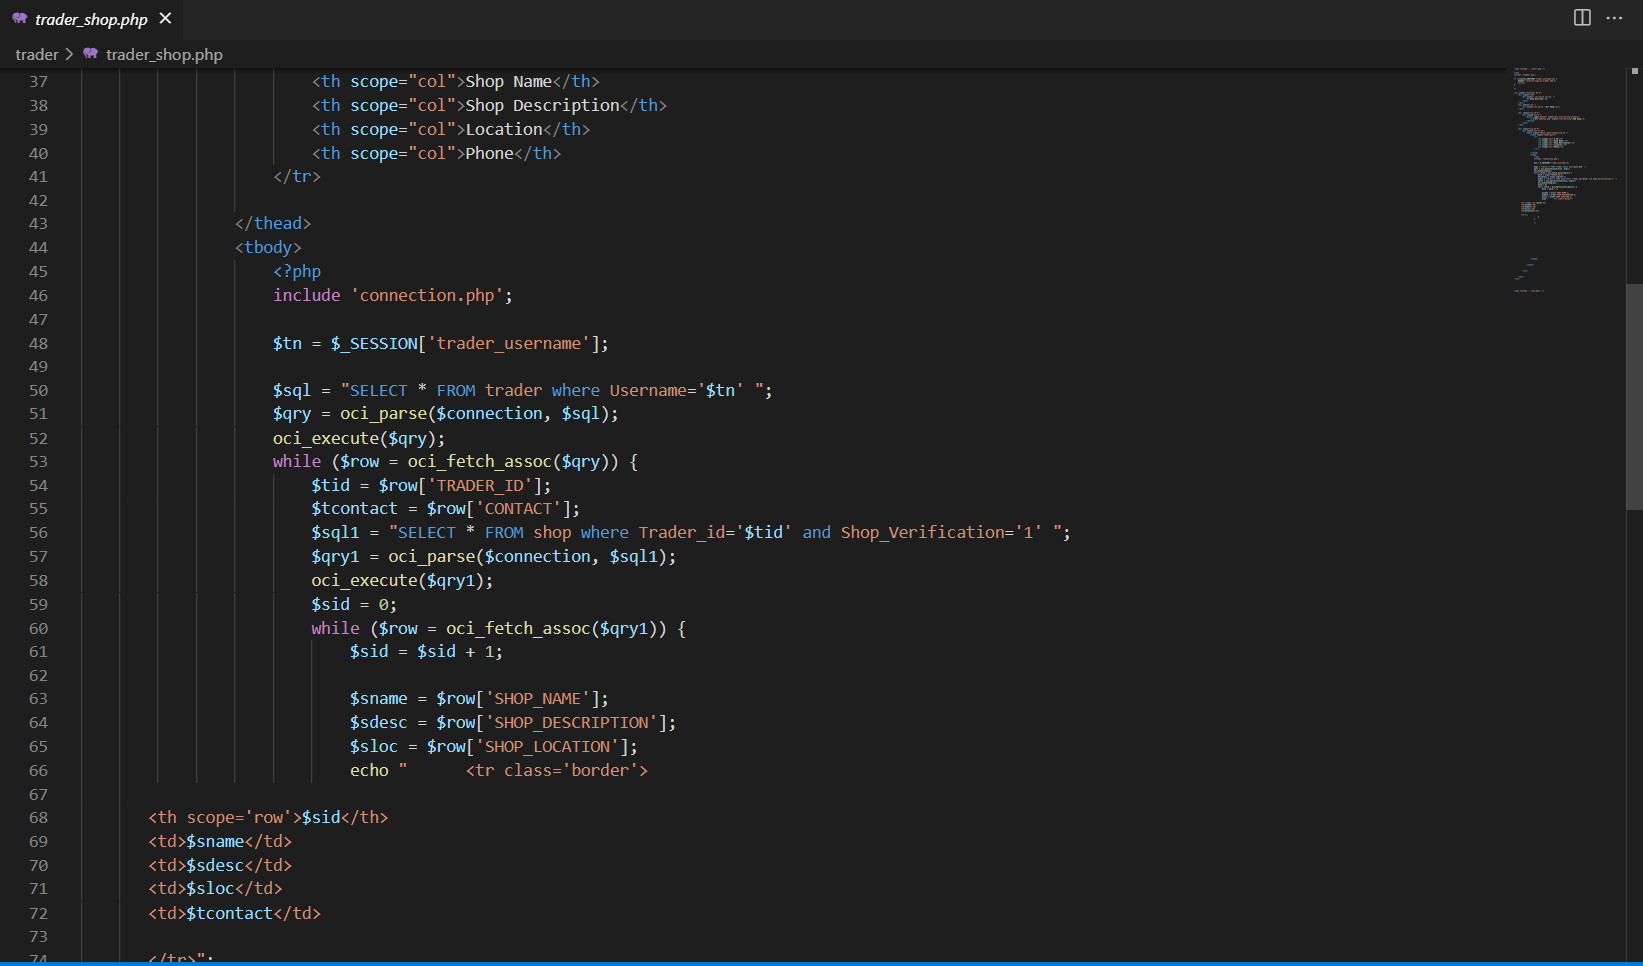 trader_shop.php
trader > trader_shop.php
37 <th scope="col">Shop Name</th>
38 <th scope="col">Shop Description</th>
39 <th scope="col">Location</th>
40 <th scope="col">Phone</th>
41 </tr>
42
43 </thead>
44 <tbody>
45 <?php
46 include 'connection.php';
47
48 $tn = $_SESSION['trader_username'];
49
50 $sql = "SELECT * FROM trader where Username='$tn' ";
51 $qry = oci_parse($connection, $sql);
52 oci_execute($qry);
53 while ($row = oci_fetch_assoc($qry)) {
54 $tid = $row['TRADER_ID'];
55 $tcontact = $row['CONTACT'];
56 $sql1 = "SELECT * FROM shop where Trader_id='$tid' and Shop_Verification='1' ";
57 $qry1 = oci_parse($connection, $sql1);
58 oci_execute($qry1);
59 $sid = 0;
60 while ($row = oci_fetch_assoc($qry1)) {
61 $sid = $sid + 1;
62
63 $sname = $row['SHOP_NAME'];
64 $sdesc = $row['SHOP_DESCRIPTION'];
65 $sloc = $row['SHOP_LOCATION'];
66 echo " <tr class='border'>
67
68 <th scope='row'>$sid</th>
69 <td>$sname</td>
70 <td>$sdesc</td>
71 <td>$sloc</td>
72 <td>$tcontact</td>
73
74 </tr>";